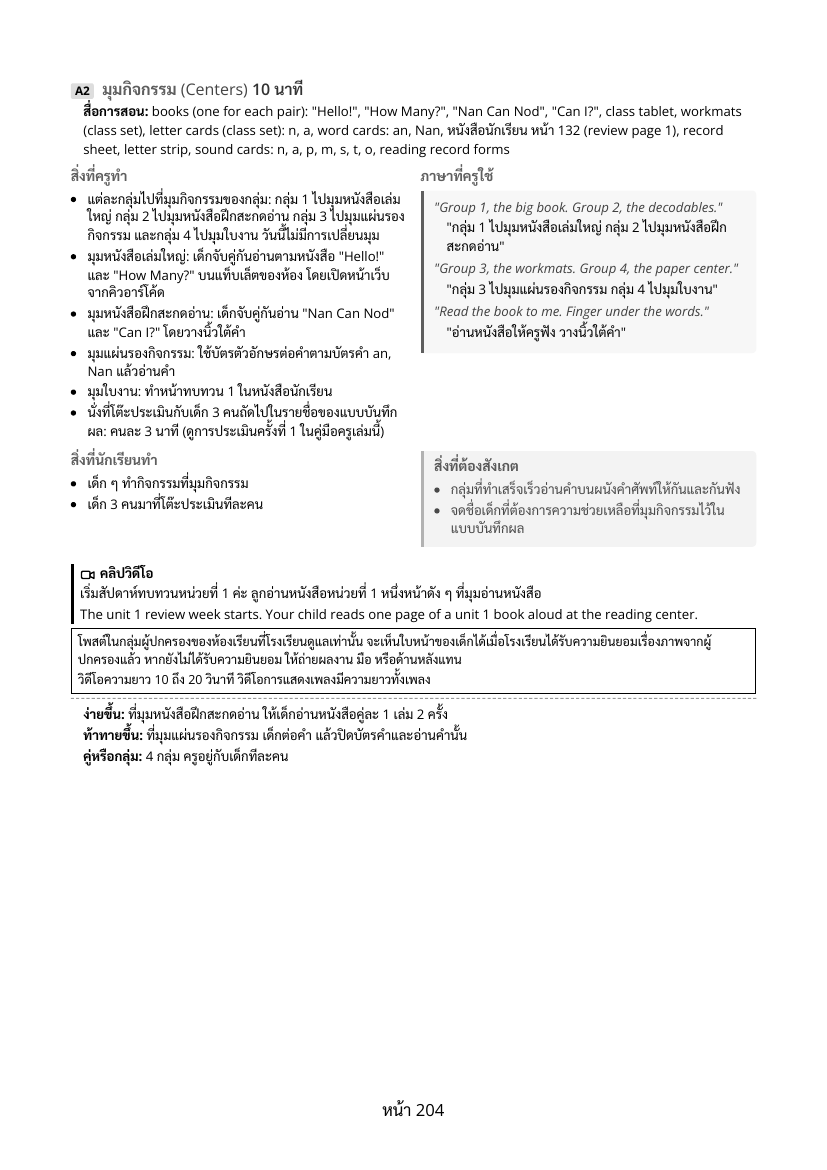 A2 มุมกิจกรรม (Centers) 10 นาที
สื่อการสอน: books (one for each pair): "Hello!", "How Many?", "Nan Can Nod", "Can I?", class tablet, workmats
(class set), letter cards (class set): n, a, word cards: an, Nan, หนังสือนักเรียน หน้า 132 (review page 1), record
sheet, letter strip, sound cards: n, a, p, m, s, t, o, reading record forms
สิ่งที่ครูทำ
แต่ละกลุ่มไปที่มุมกิจกรรมของกลุ่ม: กลุ่ม 1 ไปมุมหนังสือเล่ม
ใหญ่ กลุ่ม 2 ไปมุมหนังสือฝึกสะกดอ่าน กลุ่ม 3 ไปมุมแผ่นรอง
กิจกรรม และกลุ่ม 4 ไปมุมใบงาน วันนี้ไม่มีการเปลี่ยนมุม
มุมหนังสือเล่มใหญ่: เด็กจับคู่กันอ่านตามหนังสือ "Hello!"
และ "How Many?" บนแท็บเล็ตของห้อง โดยเปิดหน้าเว็บ
จากคิวอาร์โค้ด
มุมหนังสือฝึกสะกดอ่าน: เด็กจับคู่กันอ่าน "Nan Can Nod"
และ "Can I?" โดยวางนิ้วใต้คำ
มุมแผ่นรองกิจกรรม: ใช้บัตรตัวอักษรต่อคำตามบัตรคำ an,
Nan แล้วอ่านคำ
มุมใบงาน: ทำหน้าทบทวน 1 ในหนังสือนักเรียน
นั่งที่โต๊ะประเมินกับเด็ก 3 คนถัดไปในรายชื่อของแบบบันทึก
ผล: คนละ 3 นาที (ดูการประเมินครั้งที่ 1 ในคู่มือครูเล่มนี้)
ภาษาที่ครูใช้
"Group 1, the big book. Group 2, the decodables."
"กลุ่ม 1 ไปมุมหนังสือเล่มใหญ่ กลุ่ม 2 ไปมุมหนังสือฝึก
สะกดอ่าน"
"Group 3, the workmats. Group 4, the paper center."
"กลุ่ม 3 ไปมุมแผ่นรองกิจกรรม กลุ่ม 4 ไปมุมใบงาน"
"Read the book to me. Finger under the words."
"อ่านหนังสือให้ครูฟัง วางนิ้วใต้คำ"
สิ่งที่นักเรียนทำ
เด็ก ๆ ทำกิจกรรมที่มุมกิจกรรม
เด็ก 3 คนมาที่โต๊ะประเมินทีละคน
สิ่งที่ต้องสังเกต
กลุ่มที่ทำเสร็จเร็วอ่านคำบนผนังคำศัพท์ให้กันและกันฟัง
จดชื่อเด็กที่ต้องการความช่วยเหลือที่มุมกิจกรรมไว้ใน
แบบบันทึกผล
คลิปวิดีโอ
เริ่มสัปดาห์ทบทวนหน่วยที่ 1 ค่ะ ลูกอ่านหนังสือหน่วยที่ 1 หนึ่งหน้าดัง ๆ ที่มุมอ่านหนังสือ
The unit 1 review week starts. Your child reads one page of a unit 1 book aloud at the reading center.
โพสต์ในกลุ่มผู้ปกครองของห้องเรียนที่โรงเรียนดูแลเท่านั้น จะเห็นใบหน้าของเด็กได้เมื่อโรงเรียนได้รับความยินยอมเรื่องภาพจากผู้
ปกครองแล้ว หากยังไม่ได้รับความยินยอม ให้ถ่ายผลงาน มือ หรือด้านหลังแทน
วิดีโอความยาว 10 ถึง 20 วินาที วิดีโอการแสดงเพลงมีความยาวทั้งเพลง
ง่ายขึ้น: ที่มุมหนังสือฝึกสะกดอ่าน ให้เด็กอ่านหนังสือคู่ละ 1 เล่ม 2 ครั้ง
ท้าทายขึ้น: ที่มุมแผ่นรองกิจกรรม เด็กต่อคำ แล้วปิดบัตรคำและอ่านคำนั้น
คู่หรือกลุ่ม: 4 กลุ่ม ครูอยู่กับเด็กทีละคน
หน้า 204